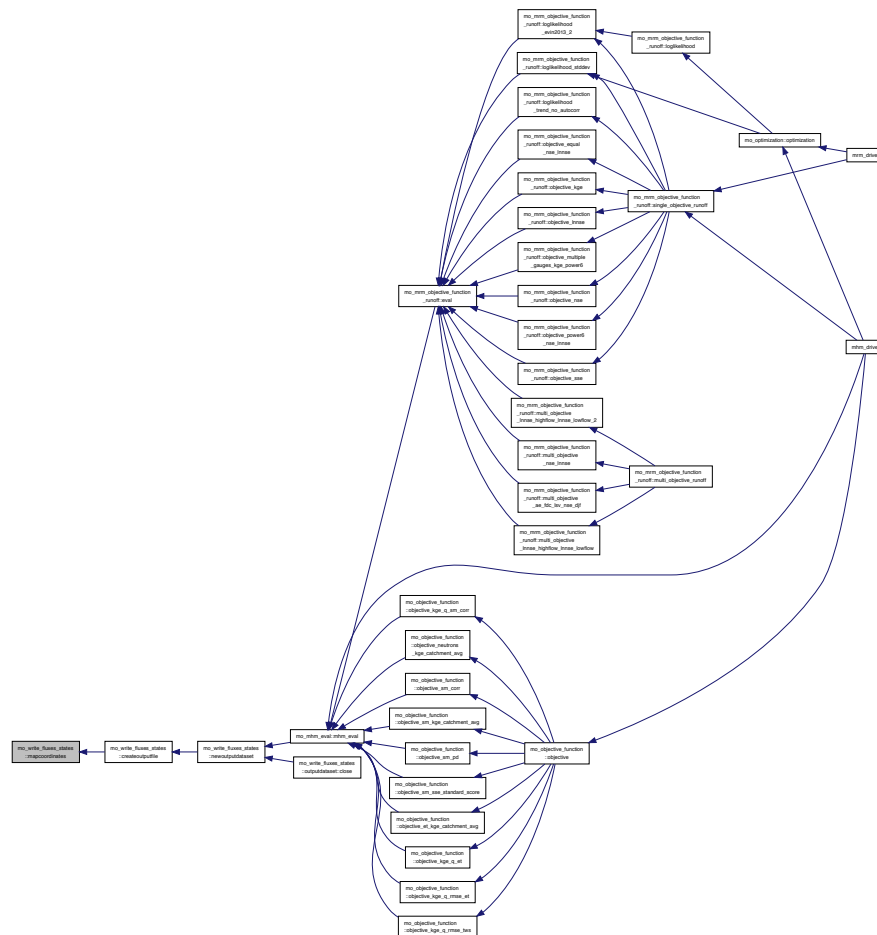 mo_mrm_objective_function
_runoff::loglikelihood
_evin2013_2
mo_mrm_objective_function
_runoff::loglikelihood
mo_mrm_objective_function
_runoff::loglikelihood_stddev
mo_mrm_objective_function
_runoff::loglikelihood
_trend_no_autocorr
mo_optimization::optimization
mrm_drive
mo_mrm_objective_function
_runoff::objective_equal
_nse_lnnse
mo_mrm_objective_function
_runoff::objective_kge
mo_mrm_objective_function
_runoff::single_objective_runoff
mo_mrm_objective_function
_runoff::objective_lnnse
mo_mrm_objective_function
_runoff::objective_multiple
_gauges_kge_power6
mo_mrm_objective_function
_runoff::eval
mo_mrm_objective_function
_runoff::objective_nse
mo_mrm_objective_function
_runoff::objective_power6
_nse_lnnse
mhm_drive
mo_mrm_objective_function
_runoff::objective_sse
mo_mrm_objective_function
_runoff::multi_objective
_lnnse_highflow_lnnse_lowflow_2
mo_mrm_objective_function
_runoff::multi_objective
_nse_lnnse
mo_mrm_objective_function
_runoff::multi_objective_runoff
mo_mrm_objective_function
_runoff::multi_objective
_ae_fdc_lsv_nse_djf
mo_mrm_objective_function
_runoff::multi_objective
_lnnse_highflow_lnnse_lowflow
mo_objective_function
::objective_kge_q_sm_corr
mo_objective_function
::objective_neutrons
_kge_catchment_avg
mo_objective_function
::objective_sm_corr
mo_objective_function
::objective_sm_kge_catchment_avg
mo_write_fluxes_states
::mapcoordinates
mo_write_fluxes_states
::createoutputfile
mo_write_fluxes_states
::newoutputdataset
mo_mhm_eval::mhm_eval
mo_write_fluxes_states
::outputdataset::close
mo_objective_function
::objective_sm_pd
mo_objective_function
::objective
mo_objective_function
::objective_sm_sse_standard_score
mo_objective_function
::objective_et_kge_catchment_avg
mo_objective_function
::objective_kge_q_et
mo_objective_function
::objective_kge_q_rmse_et
mo_objective_function
::objective_kge_q_rmse_tws